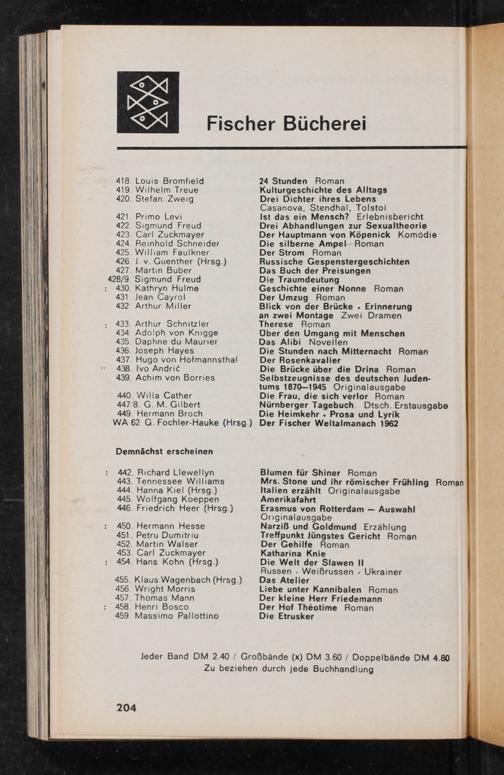 Fischer Bücherei
418. Louis Bromfield 24 Stunden Roman
419. Wilhelm Treue Kulturgeschichte des Alltags
420. Stefan Zweig Drei Dichter ihres Lebens
Casanova, Stendhal, Tolstoi
421. Primo Levi Ist das ein Mensch? Erlebnisbericht
422. Sigmund Freud Drei Abhandlungen zur Sexualtheorie
423. Carl Zuckmayer Der Hauptmann von Köpenick Komödie
424. Reinhold Schneider Die silberne Ampel Roman
425. William Faulkner Der Strom Roman
426. J. v. Guenther (Hrsg.) Russische Gespenstergeschichten
427. Martin Buber Das Buch der Preisungen
428/9. Sigmund Freud Die Traumdeutung
: 430. Kathryn Hulme Geschichte einer Nonne Roman
431. Jean Cayrol Der Umzug Roman
432. Arthur Miller Blick von der Brücke · Erinnerung
an zwei Montage Zwei Dramen
: 433. Arthur Schnitzler Therese Roman
434. Adolph von Knigge Über den Umgang mit Menschen
435. Daphne du Maurier Das Alibi Novellen
436. Joseph Hayes Die Stunden nach Mitternacht Roman
437. Hugo von Hofmannsthal Der Rosenkavalier
·· 438. Ivo Andrić Die Brücke über die Drina Roman
439. Achim von Borries Selbstzeugnisse des deutschen Juden-
tums 1870—1945 Originalausgabe
440. Willa Cather Die Frau, die sich verlor Roman
447/8. G. M. Gilbert Nürnberger Tagebuch. Dtsch. Erstausgabe
449. Hermann Broch Die Heimkehr · Prosa und Lyrik
WA 62 G. Fochler-Hauke (Hrsg.) Der Fischer Weltalmanach 1962
Demnächst erscheinen
: 442. Richard Llewellyn Blumen für Shiner Roman
443. Tennessee Williams Mrs. Stone und ihr römischer Frühling Roman
444. Hanna Kiel (Hrsg.) Italien erzählt Originalausgabe
445. Wolfgang Koeppen Amerikafahrt
446. Friedrich Heer (Hrsg.) Erasmus von Rotterdam — Auswahl
Originalausgabe
: 450. Hermann Hesse Narziß und Goldmund Erzählung
451. Petru Dumitriu Treffpunkt Jüngstes Gericht Roman
452. Martin Walser Der Gehilfe Roman
453. Carl Zuckmayer Katharina Knie
: 454. Hans Kohn (Hrsg.) Die Welt der Slawen II
Russen · Weißrussen · Ukrainer
455. Klaus Wagenbach (Hrsg.) Das Atelier
456. Wright Morris Liebe unter Kannibalen Roman
457. Thomas Mann Der kleine Herr Friedemann
: 458. Henri Bosco Der Hof Théotime Roman
459. Massimo Pallottino Die Etrusker
Jeder Band DM 2.40 / Großbände (x) DM 3.60 / Doppelbände DM 4.80
Zu beziehen durch jede Buchhandlung
204